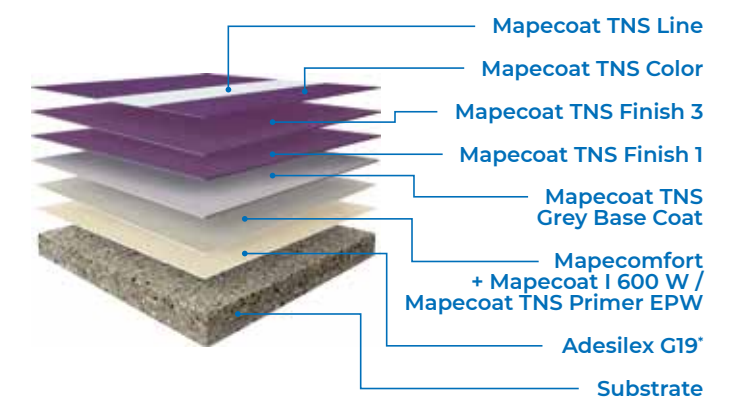 Mapecoat TNS Line
Mapecoat TNS Color
Mapecoat TNS Finish 3
Mapecoat TNS Finish 1
Mapecoat TNS
Grey Base Coat
Mapecomfort
+ Mapecoat I 600 W /
Mapecoat TNS Primer EPW
Adesilex G19*
Substrate